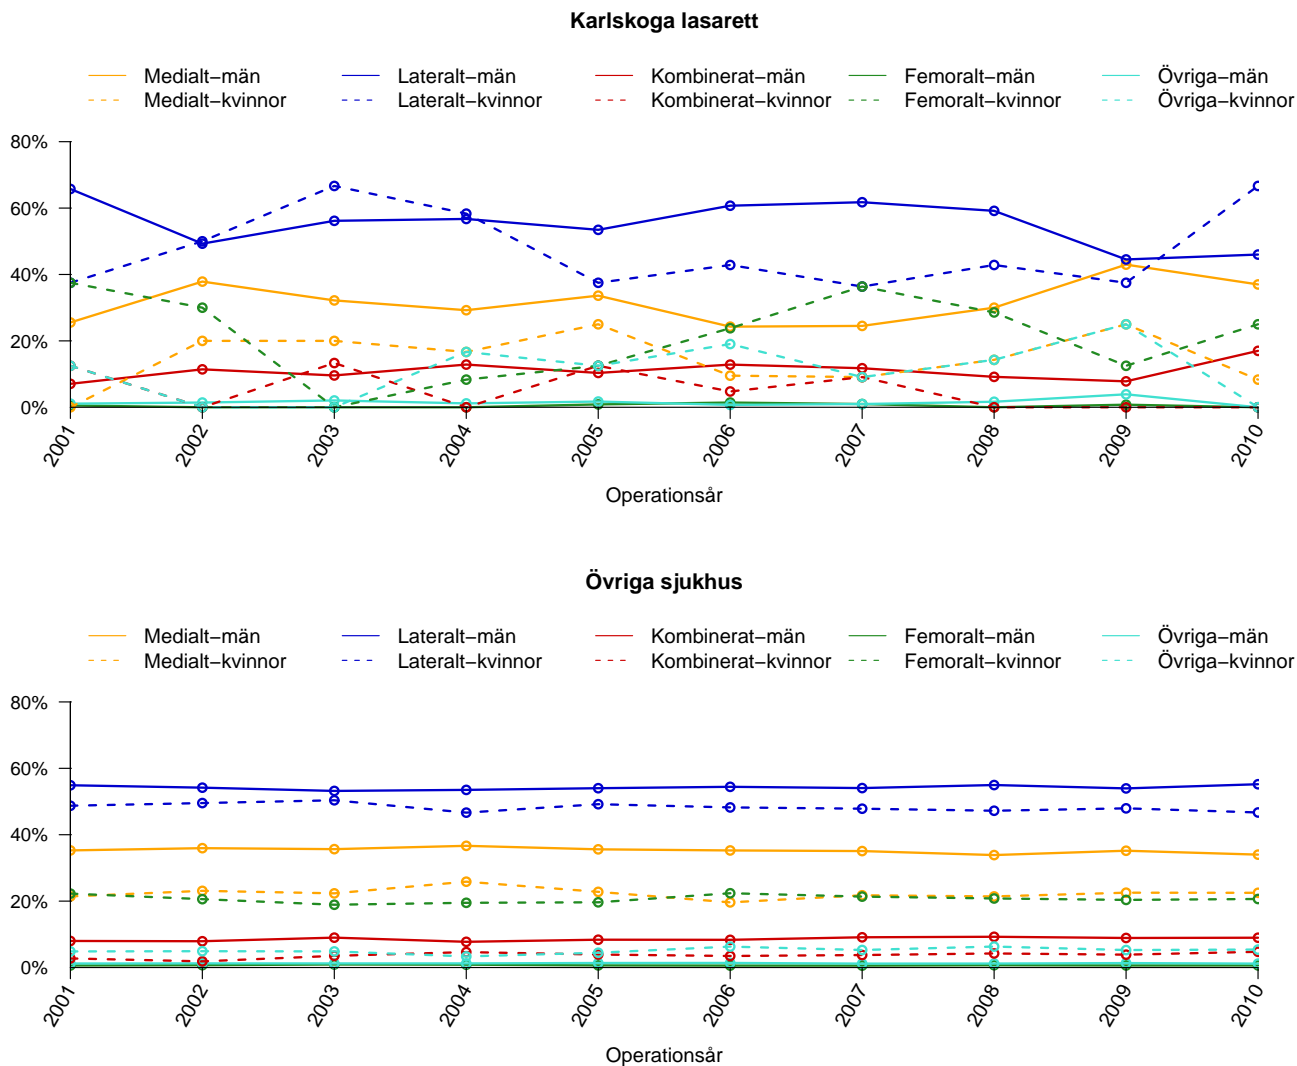 Karlskoga lasarett
Medialt−män Lateralt−män Kombinerat−män Femoralt−män Övriga−män
Medialt−kvinnor Lateralt−kvinnor Kombinerat−kvinnor Femoralt−kvinnor Övriga−kvinnor
80%
60%
40%
20%
0%
2001 2002 2003 2004 2005 2006 2007 2008 2009 2010
Operationsår
Övriga sjukhus
Medialt−män Lateralt−män Kombinerat−män Femoralt−män Övriga−män
Medialt−kvinnor Lateralt−kvinnor Kombinerat−kvinnor Femoralt−kvinnor Övriga−kvinnor
80%
60%
40%
20%
0%
2001 2002 2003 2004 2005 2006 2007 2008 2009 2010
Operationsår